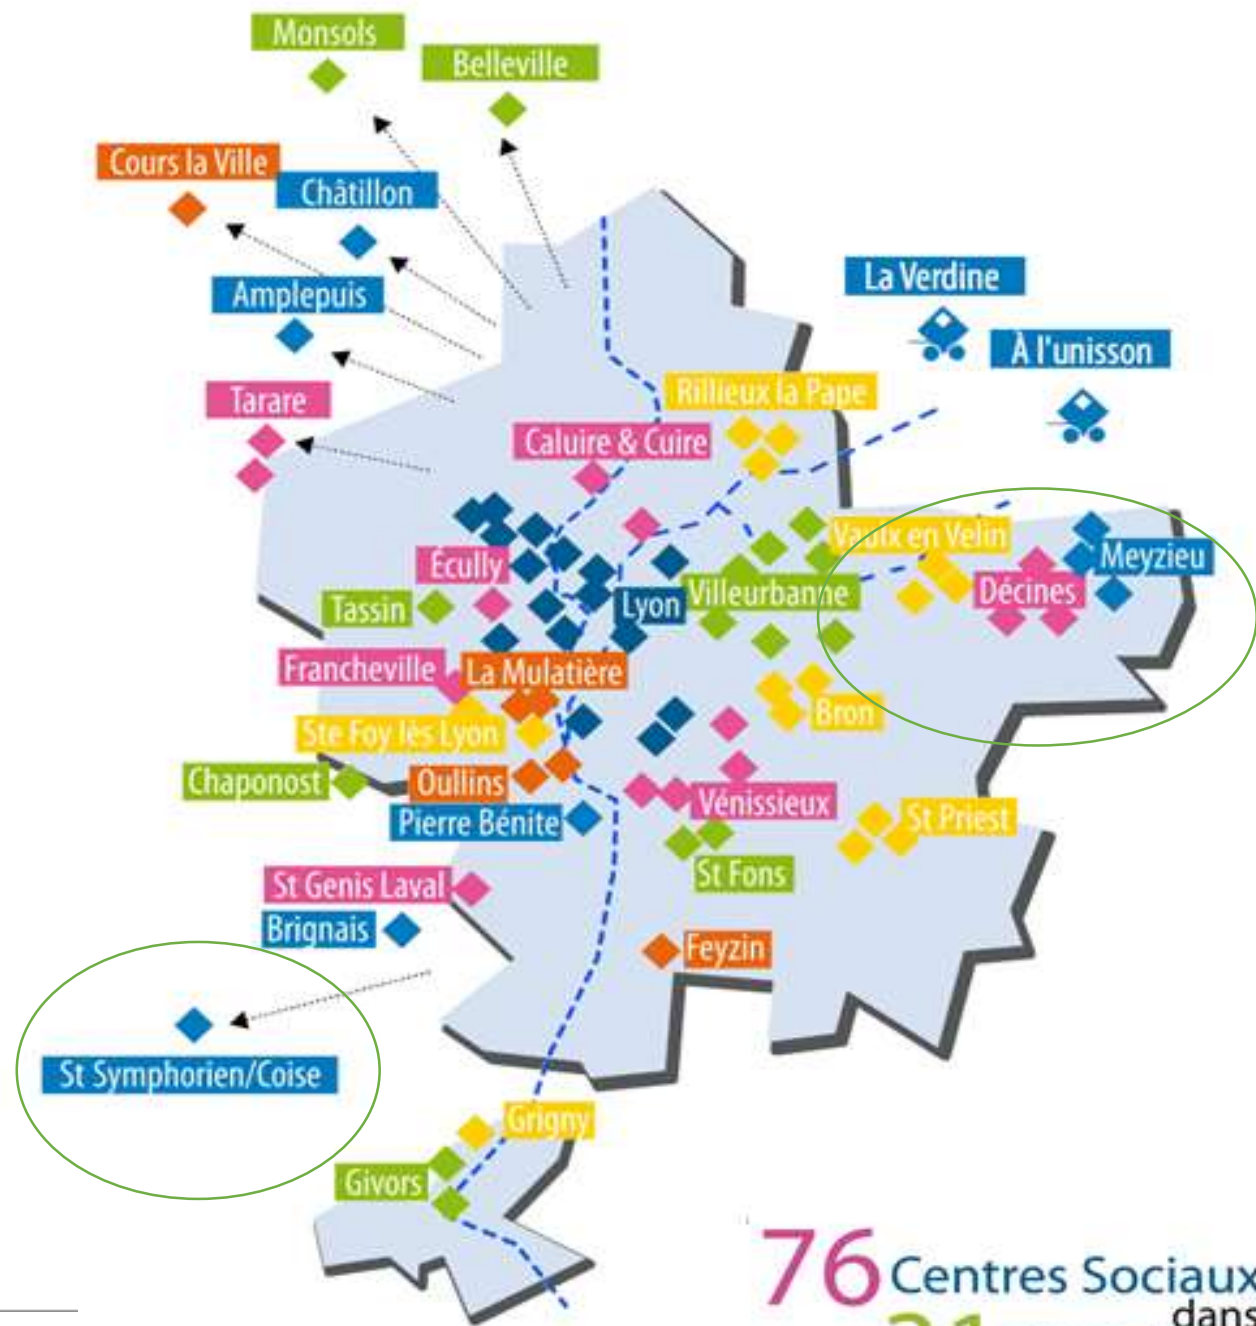 Monsols
Belleville
Cours la Ville
Châtillon
Amplepuis
La Verdine
À l'unisson
Tarare
Rillieux la Pape
Caluire & Cuire
Vaulx en Velin
Meyzieu
Écully
Décines
Tassin
Lyon
Villeurbanne
Francheville
La Mulatière
Bron
Ste Foy lès Lyon
Chaponost
Oullins
Vénissieux
Pierre Bénite
St Priest
St Fons
St Genis Laval
Brignais
Feyzin
St Symphorien/Coise
Grigny
Givors
76 Centres Sociaux
dans